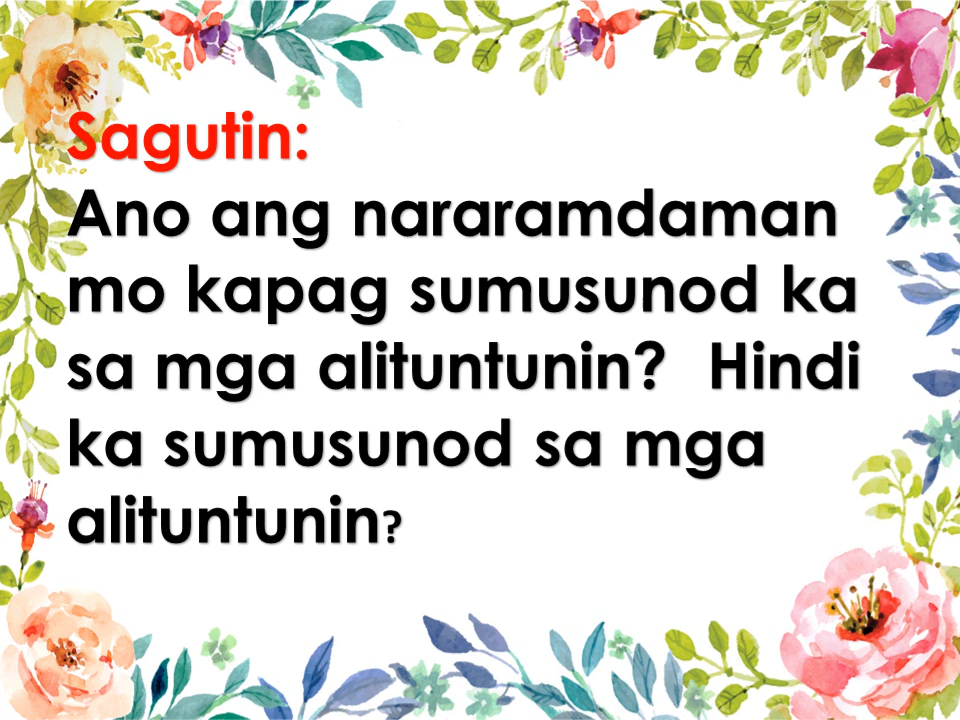 Sagutin:
Ano ang nararamdaman
mo kapag sumusunod ka
sa mga alituntunin?  Hindi
ka sumusunod sa mga
alituntunin?